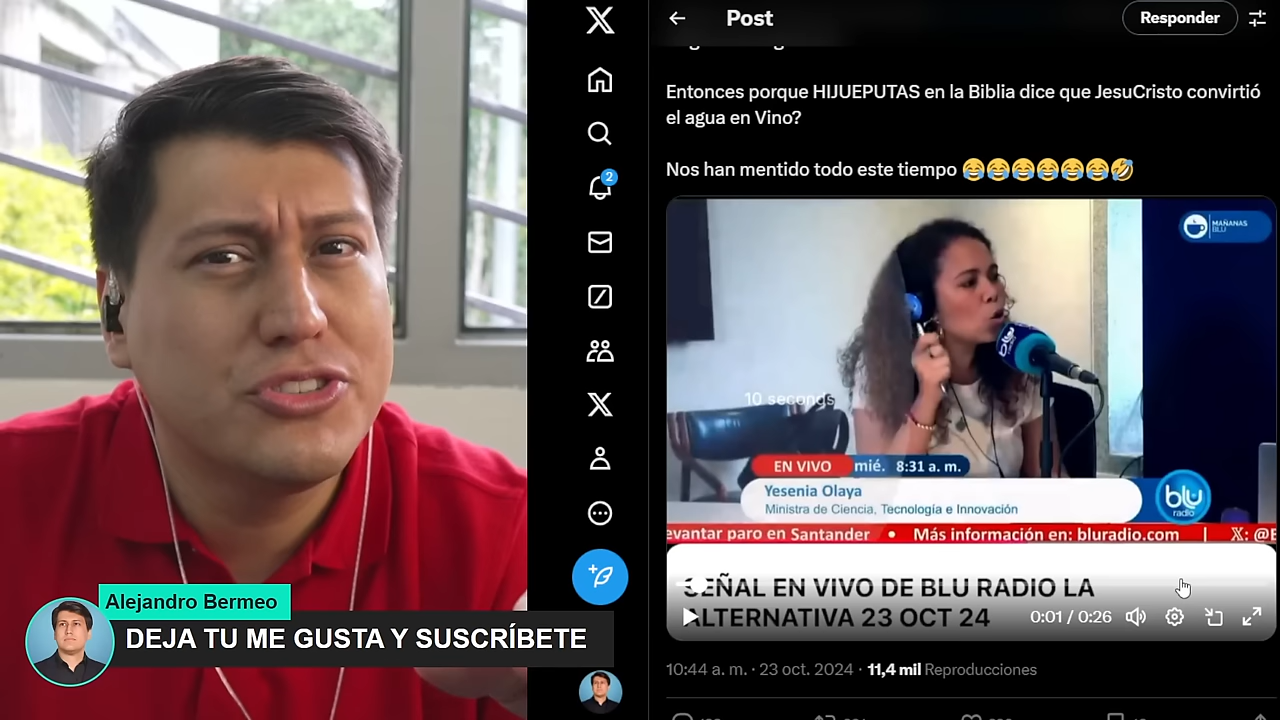 Post
Responder
Entonces porque HIJUEPUTAS en la Biblia dice que JesuCristo convirtió
el agua en Vino?
Nos han mentido todo este tiempo 😂😂😂😂😂😂🤣
2
MAÑANAS
BLU
blu
10 seconds
EN VIVO mié. 8:31 a. m.
Yesenia Olaya
Ministra de Ciencia, Tecnología e Innovación
blu
radio
levantar paro en Santander • Más información en: bluradio.com | X: @B
SEÑAL EN VIVO DE BLU RADIO LA
ALTERNATIVA 23 OCT 24
0:01 / 0:26
10:44 a. m. · 23 oct. 2024 · 11,4 mil Reproducciones
Alejandro Bermeo
DEJA TU ME GUSTA Y SUSCRÍBETE